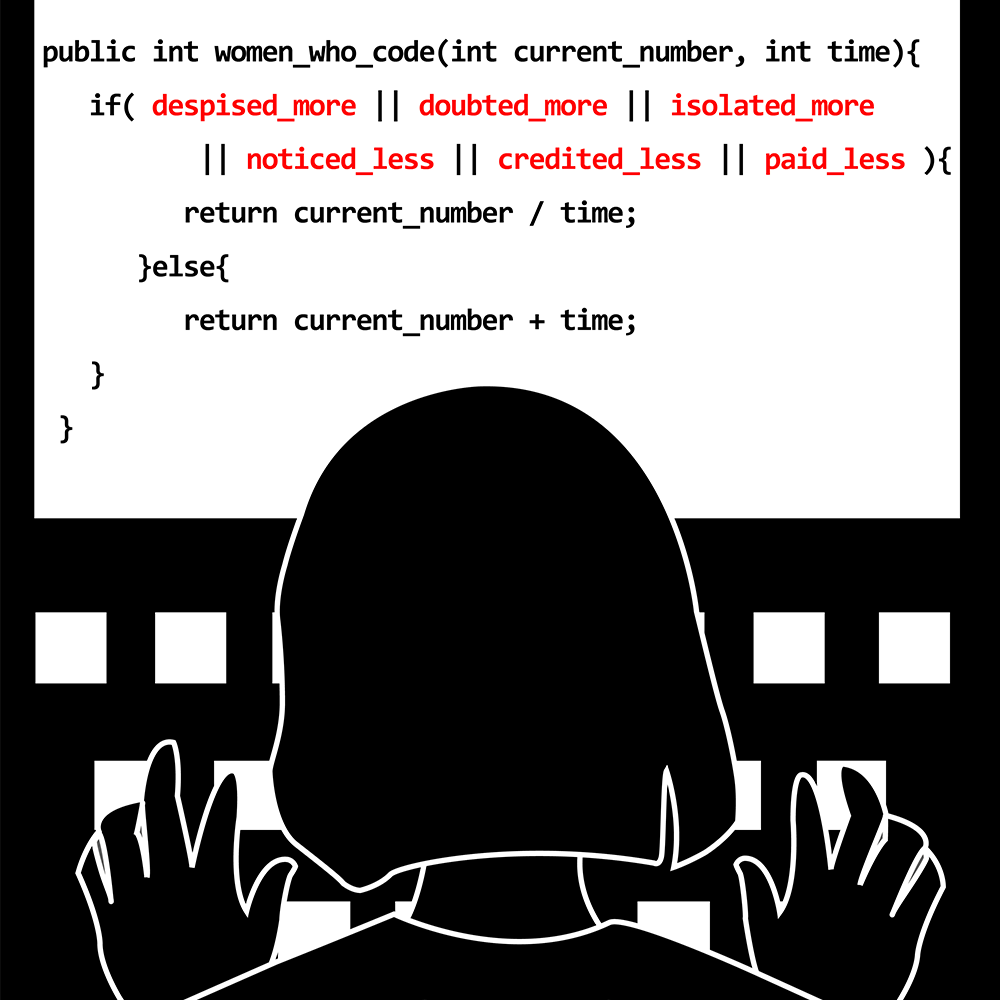 public int women_who_code(int current_number, int time){
if( despised_more || doubted_more || isolated_more
|| noticed_less || credited_less || paid_less ){
return current_number / time;
}else{
return current_number + time;
}
}